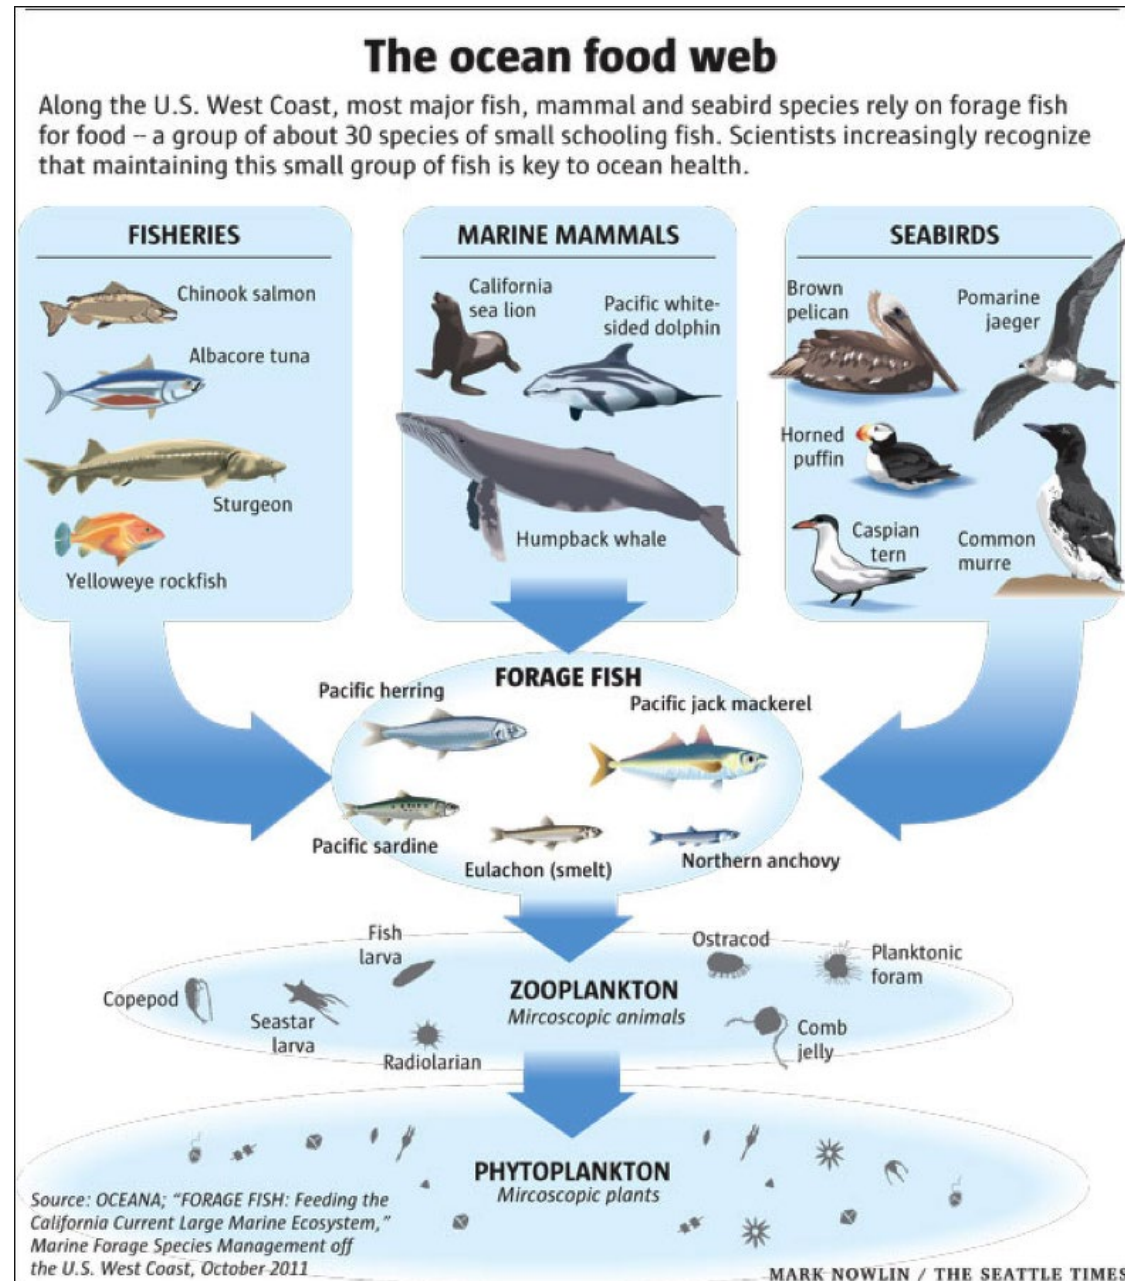 The ocean food web
Along the U.S. West Coast, most major fish, mammal and seabird species rely on forage fish
for food – a group of about 30 species of small schooling fish. Scientists increasingly recognize
that maintaining this small group of fish is key to ocean health.
FISHERIES
Chinook salmon
Albacore tuna
Sturgeon
Yelloweye rockfish
MARINE MAMMALS
California
sea lion
Pacific white-
sided dolphin
Humpback whale
SEABIRDS
Brown
pelican
Pomarine
jaeger
Horned
puffin
Caspian
tern
Common
murre
FORAGE FISH
Pacific herring
Pacific jack mackerel
Pacific sardine
Eulachon (smelt)
Northern anchovy
Fish
larva
Ostracod
Planktonic
foram
Copepod
ZOOPLANKTON
Mircoscopic animals
Seastar
larva
Radiolarian
Comb
jelly
PHYTOPLANKTON
Mircoscopic plants
Source: OCEANA; “FORAGE FISH: Feeding the
California Current Large Marine Ecosystem,”
Marine Forage Species Management off
the U.S. West Coast, October 2011
MARK NOWLIN / THE SEATTLE TIMES